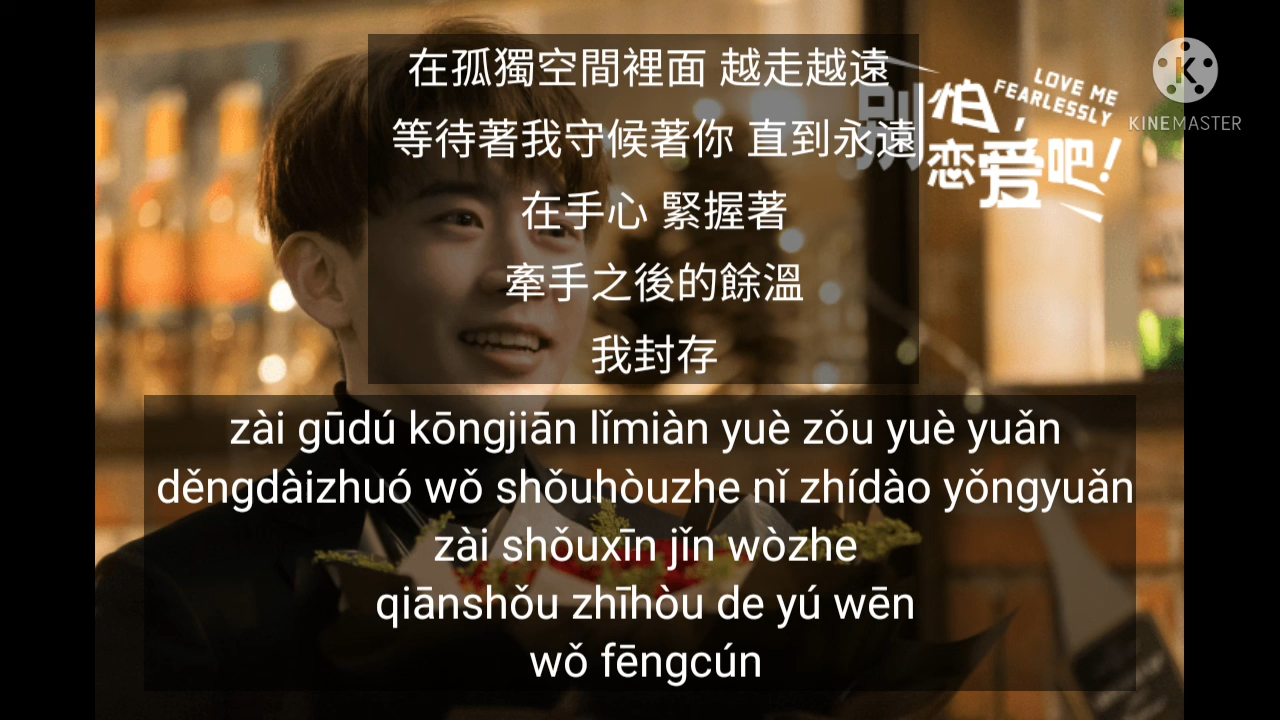 在孤獨空間裡面 越走越遠
等待著我守候著你 直到永遠
在手心 緊握著
牽手之後的餘溫
我封存
LOVE ME
FEARLESSLY
别怕,
恋爱吧!
K
KINEMASTER
zài gūdú kōngjiān lǐmiàn yuè zǒu yuè yuǎn
děngdàizhuó wǒ shǒuhòuzhe nǐ zhídào yǒngyuǎn
zài shǒuxīn jǐn wòzhe
qiānshǒu zhīhòu de yú wēn
wǒ fēngcún